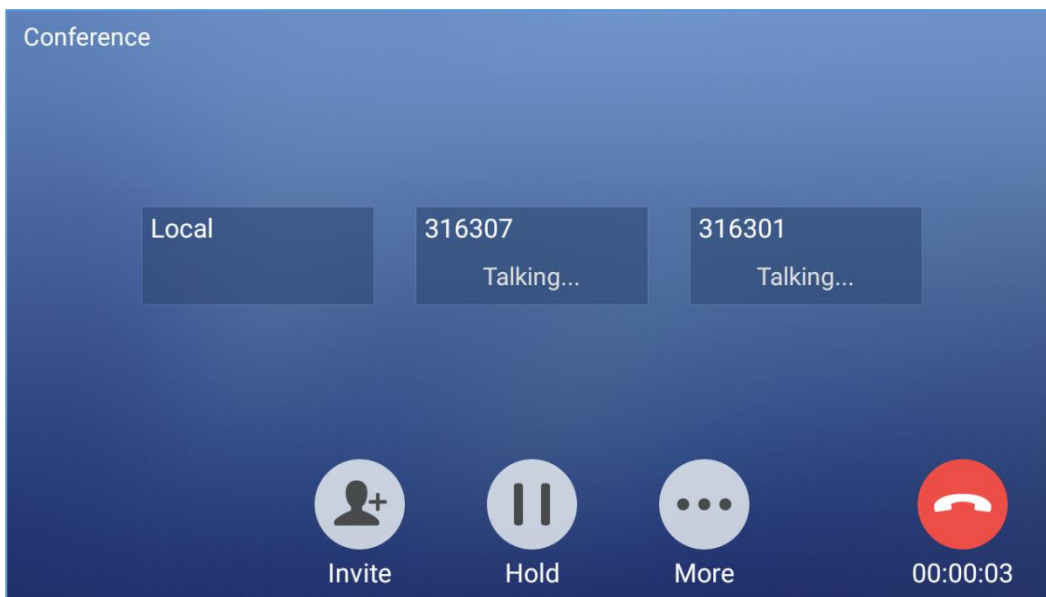 Conference
Local
316307
Talking...
316301
Talking...
Invite
Hold
More
00:00:03